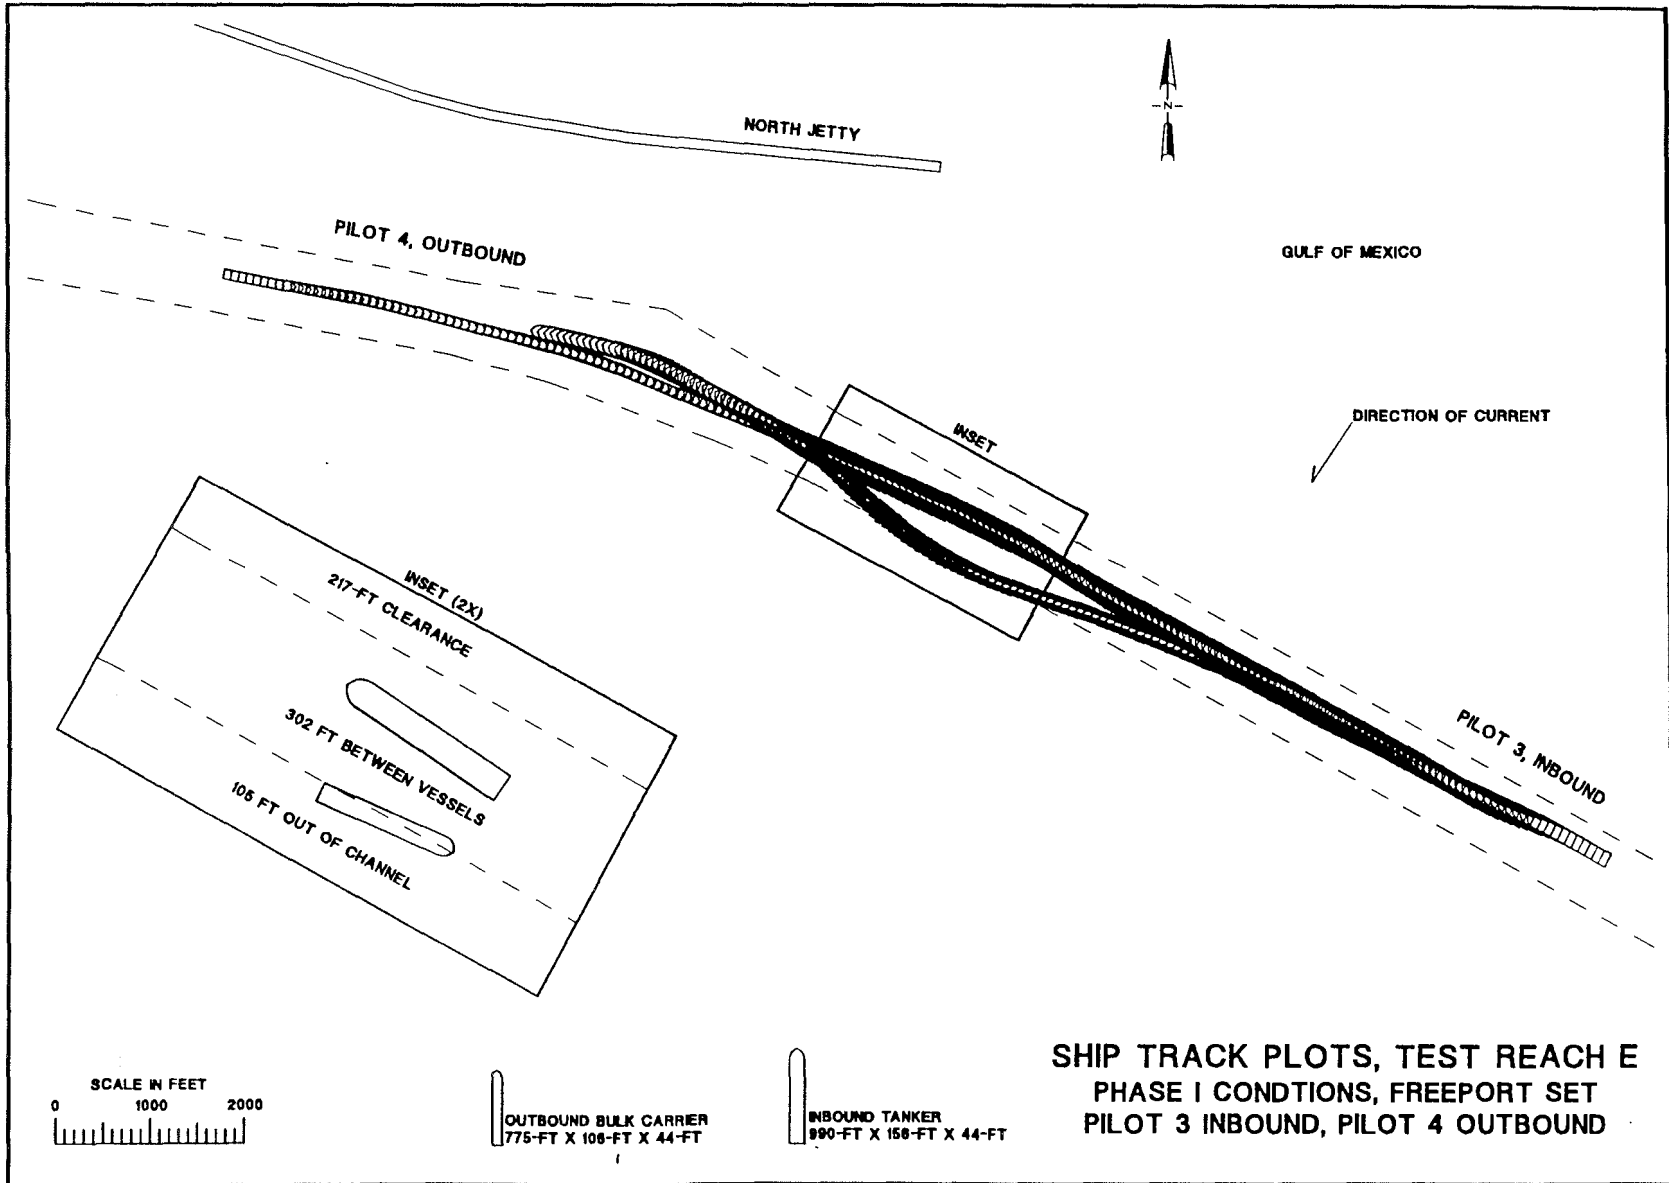 NORTH JETTY
N
PILOT 4, OUTBOUND
GULF OF MEXICO
DIRECTION OF CURRENT
INSET
INSET (2X)
217-FT CLEARANCE
302 FT BETWEEN VESSELS
105 FT OUT OF CHANNEL
PILOT 3, INBOUND
SCALE IN FEET
0 1000 2000
OUTBOUND BULK CARRIER
775-FT X 106-FT X 44-FT
INBOUND TANKER
990-FT X 156-FT X 44-FT
SHIP TRACK PLOTS, TEST REACH E
PHASE I CONDTIONS, FREEPORT SET
PILOT 3 INBOUND, PILOT 4 OUTBOUND